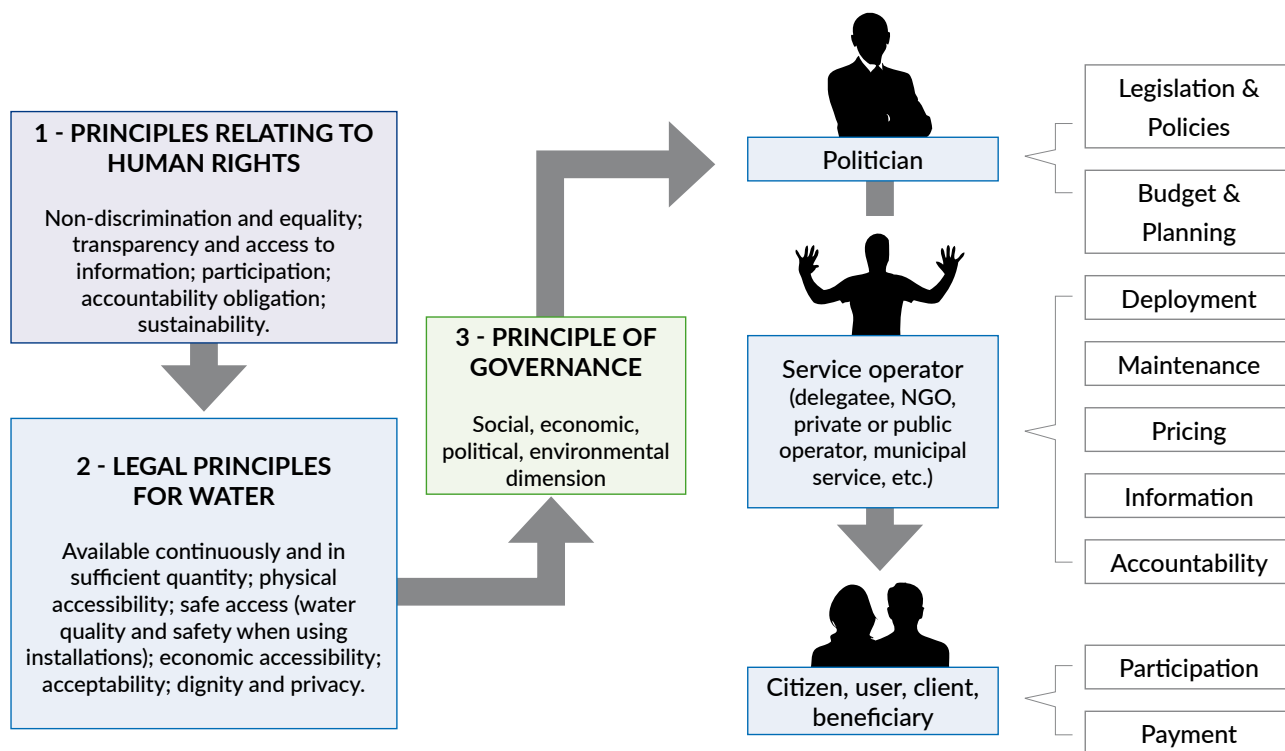 1 - PRINCIPLES RELATING TO
HUMAN RIGHTS
Non-discrimination and equality;
transparency and access to
information; participation;
accountability obligation;
sustainability.
2 - LEGAL PRINCIPLES
FOR WATER
Available continuously and in
sufficient quantity; physical
accessibility; safe access (water
quality and safety when using
installations); economic accessibility;
acceptability; dignity and privacy.
3 - PRINCIPLE OF
GOVERNANCE
Social, economic,
political, environmental
dimension
Politician
Service operator
(delegatee, NGO,
private or public
operator, municipal
service, etc.)
Citizen, user, client,
beneficiary
Legislation &
Policies
Budget &
Planning
Deployment
Maintenance
Pricing
Information
Accountability
Participation
Payment